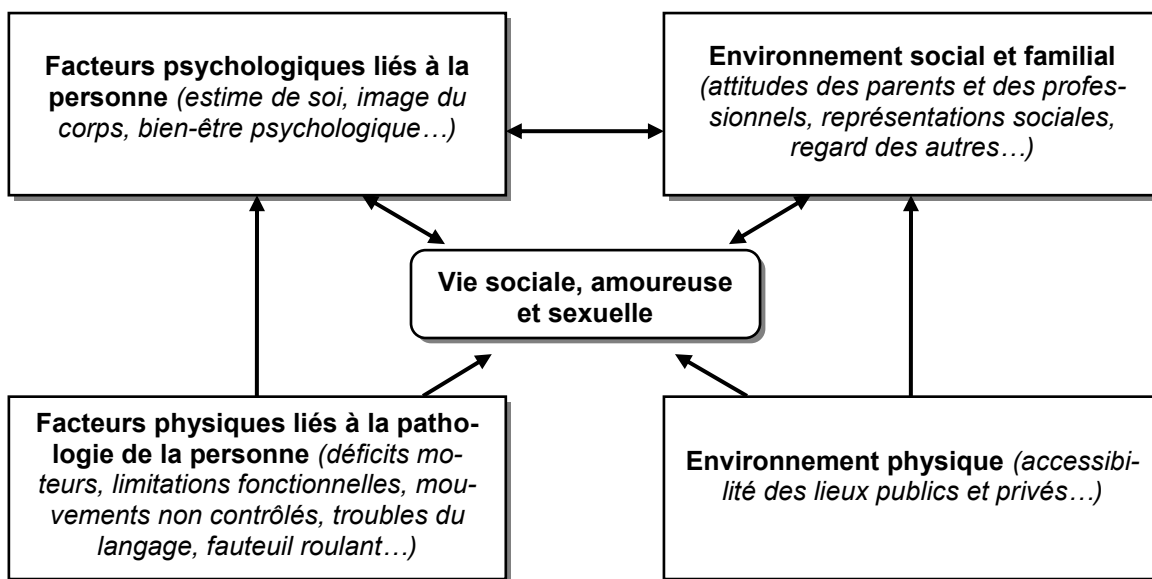 Facteurs psychologiques liés à la
personne (estime de soi, image du
corps, bien-être psychologique…)
Environnement social et familial
(attitudes des parents et des profes-
sionnels, représentations sociales,
regard des autres…)
Vie sociale, amoureuse
et sexuelle
Facteurs physiques liés à la patho-
logie de la personne (déficits mo-
teurs, limitations fonctionnelles, mou-
vements non contrôlés, troubles du
langage, fauteuil roulant…)
Environnement physique (accessibi-
lité des lieux publics et privés…)